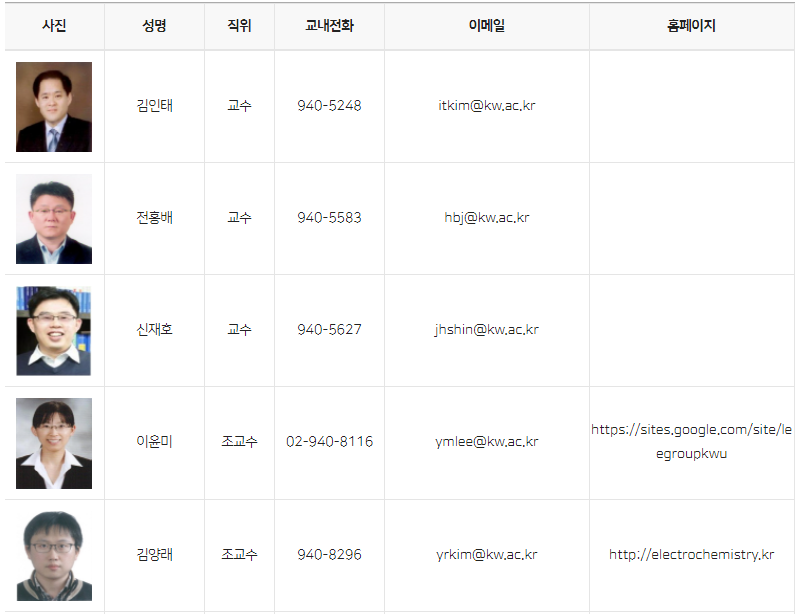 사진 성명 직위 교내전화 이메일 홈페이지
김인태 교수 940-5248 itkim@kw.ac.kr
전홍배 교수 940-5583 hbj@kw.ac.kr
신재호 교수 940-5627 jhshin@kw.ac.kr
이윤미 조교수 02-940-8116 ymlee@kw.ac.kr https://sites.google.com/site/le
egroupkwu
김양래 조교수 940-8296 yrkim@kw.ac.kr http://electrochemistry.kr